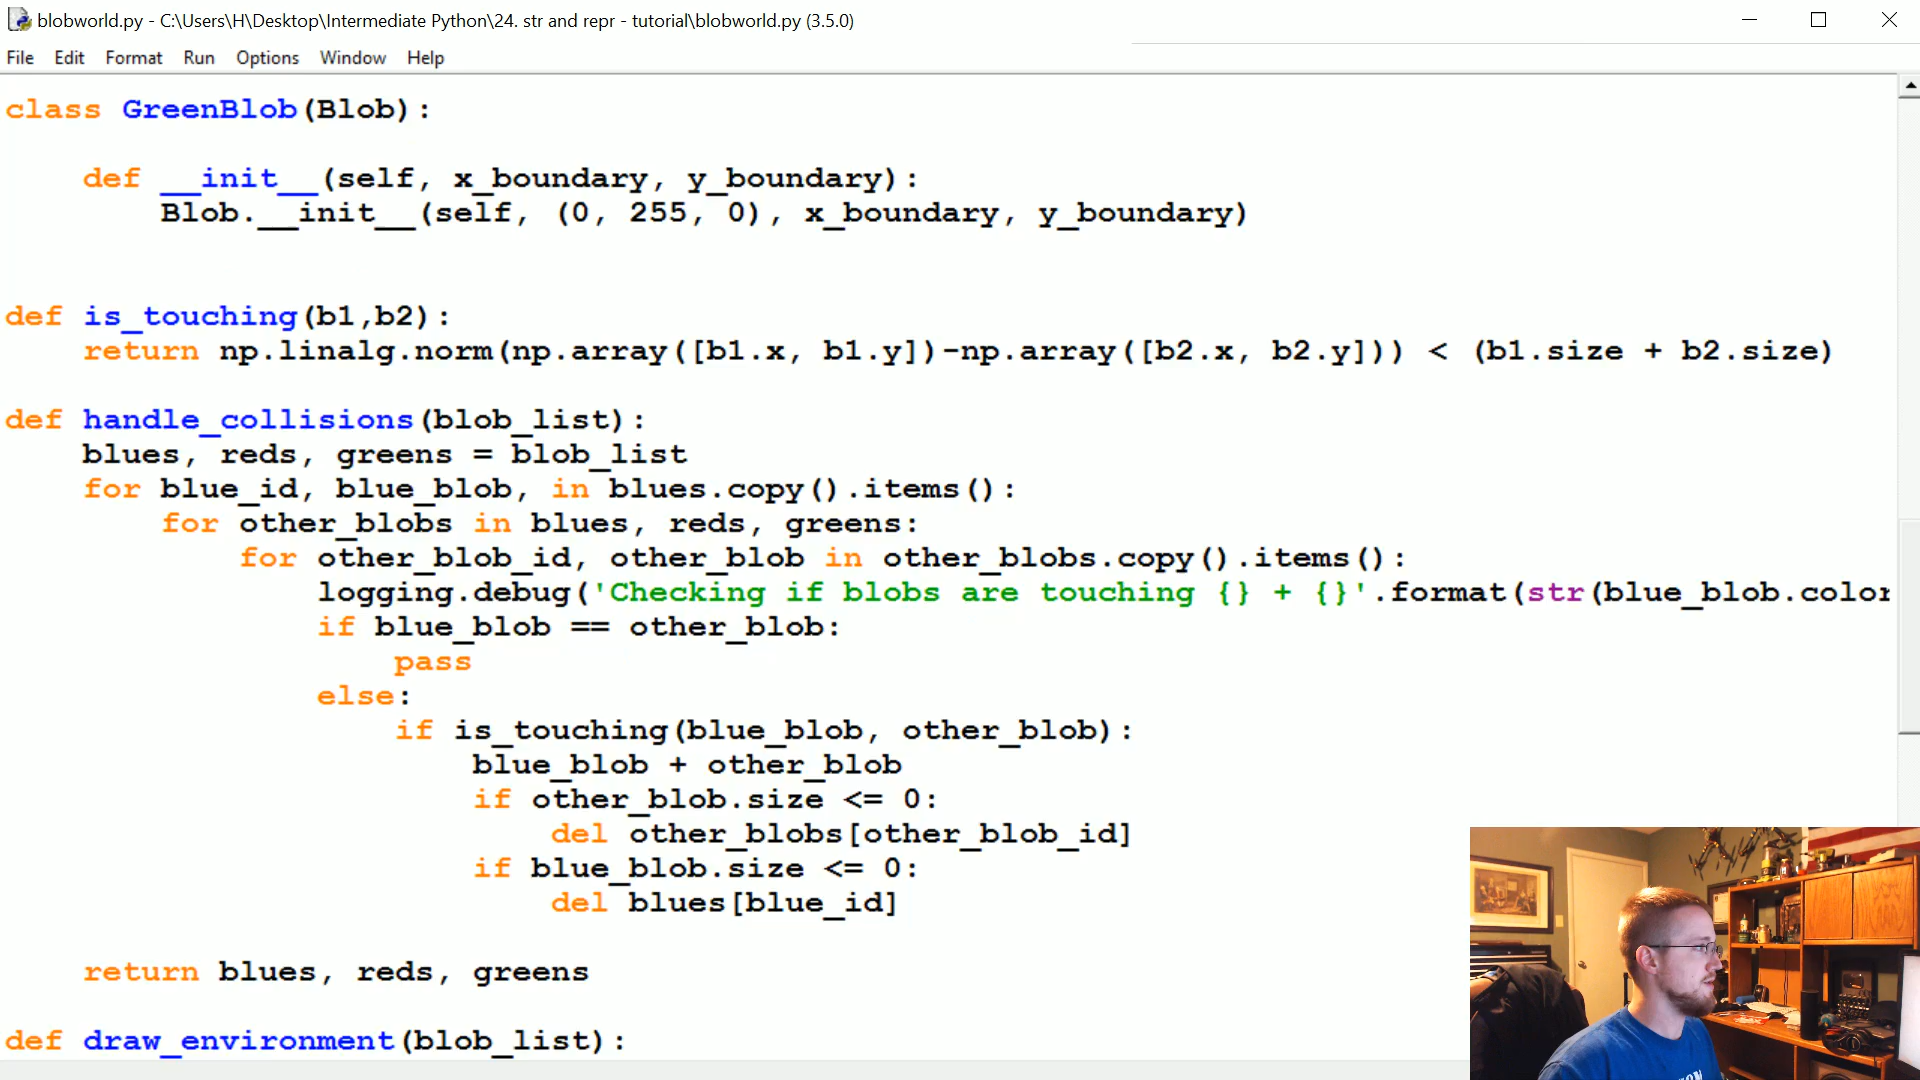 blobworld.py - C:\Users\H\Desktop\Intermediate Python\24. str and repr - tutorial\blobworld.py (3.5.0)
File Edit Format Run Options Window Help
class GreenBlob(Blob):
    def __init__(self, x_boundary, y_boundary):
        Blob.__init__(self, (0, 255, 0), x_boundary, y_boundary)
def is_touching(b1,b2):
    return np.linalg.norm(np.array([b1.x, b1.y])-np.array([b2.x, b2.y])) < (b1.size + b2.size)
def handle_collisions(blob_list):
    blues, reds, greens = blob_list
    for blue_id, blue_blob, in blues.copy().items():
        for other_blobs in blues, reds, greens:
            for other_blob_id, other_blob in other_blobs.copy().items():
                logging.debug('Checking if blobs are touching {} + {}'.format(str(blue_blob.color
                if blue_blob == other_blob:
                    pass
                else:
                    if is_touching(blue_blob, other_blob):
                        blue_blob + other_blob
                        if other_blob.size <= 0:
                            del other_blobs[other_blob_id]
                        if blue_blob.size <= 0:
                            del blues[blue_id]
    return blues, reds, greens
def draw_environment(blob_list):